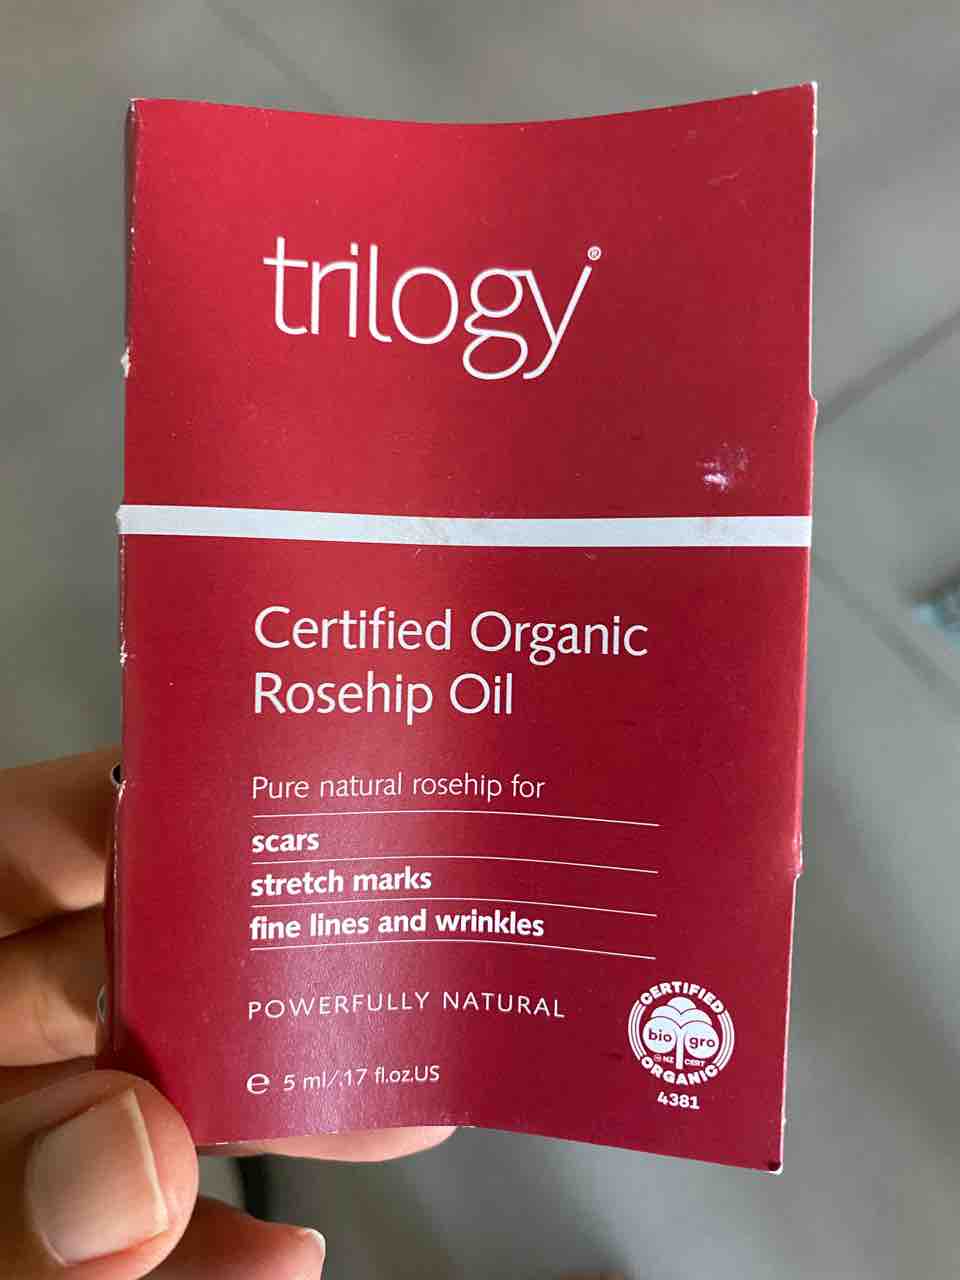 trilogy®
Certified Organic
Rosehip Oil
Pure natural rosehip for
scars
stretch marks
fine lines and wrinkles
POWERFULLY NATURAL
℮ 5 ml/.17 fl.oz.US
CERTIFIED
bio gro
NZ CERT
ORGANIC
4381